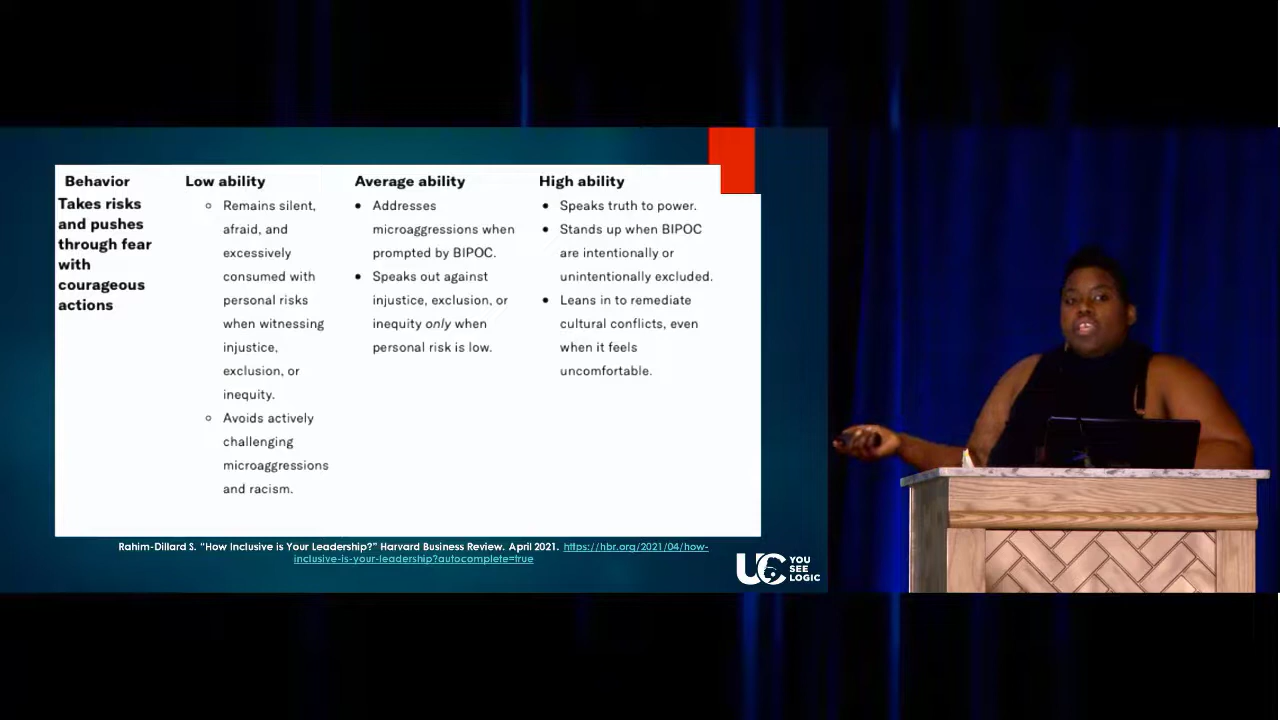 Behavior
Takes risks
and pushes
through fear
with
courageous
actions
Low ability
Remains silent,
afraid, and
excessively
consumed with
personal risks
when witnessing
injustice,
exclusion, or
inequity.
Avoids actively
challenging
microaggressions
and racism.
Average ability
Addresses
microaggressions when
prompted by BIPOC.
Speaks out against
injustice, exclusion, or
inequity only when
personal risk is low.
High ability
Speaks truth to power.
Stands up when BIPOC
are intentionally or
unintentionally excluded.
Leans in to remediate
cultural conflicts, even
when it feels
uncomfortable.
Rahim-Dillard S. "How Inclusive is Your Leadership?" Harvard Business Review. April 2021. https://hbr.org/2021/04/how-
inclusive-is-your-leadership?autocomplete=true
UC YOU
SEE
LOGIC